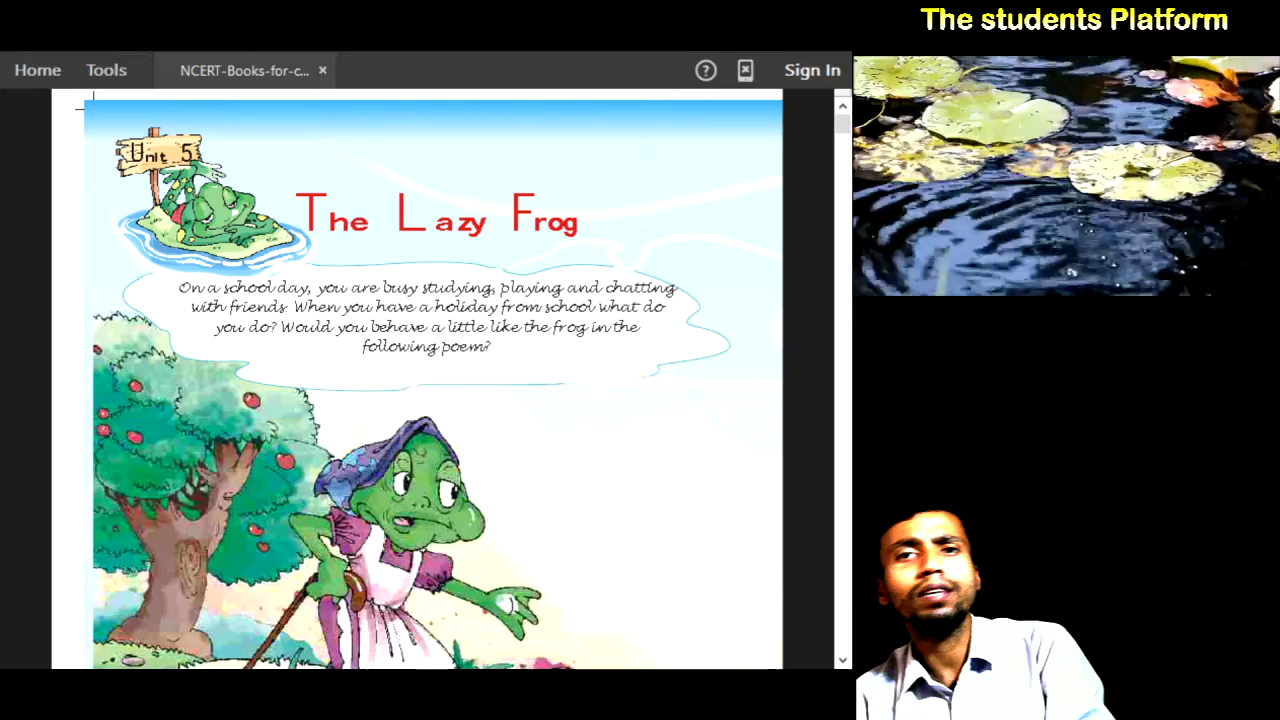 The students Platform
Home Tools NCERT-Books-for-c... × ? Sign In
Unit 5
The Lazy Frog
On a school day, you are busy studying, playing and chatting
with friends. When you have a holiday from school what do
you do? Would you behave a little like the frog in the
following poem?